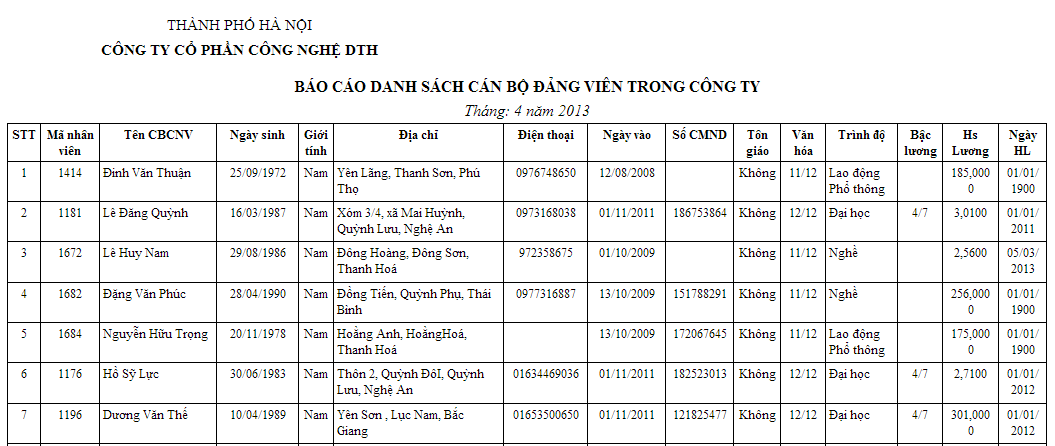 THÀNH PHỐ HÀ NỘI
CÔNG TY CỔ PHẦN CÔNG NGHỆ DTH
BÁO CÁO DANH SÁCH CÁN BỘ ĐẢNG VIÊN TRONG CÔNG TY
Tháng: 4 năm 2013
STT Mã nhân viên Tên CBCNV Ngày sinh Giới tính Địa chỉ Điện thoại Ngày vào Số CMND Tôn giáo Văn hóa Trình độ Bậc lương Hs Lương Ngày HL
1 1414 Đinh Văn Thuận 25/09/1972 Nam Yên Lãng, Thanh Sơn, Phú Thọ 0976748650 12/08/2008 Không 11/12 Lao động Phổ thông 185,0000 01/01/1900
2 1181 Lê Đăng Quỳnh 16/03/1987 Nam Xóm 3/4, xã Mai Huỳnh, Quỳnh Lưu, Nghệ An 0973168038 01/11/2011 186753864 Không 12/12 Đại học 4/7 3,0100 01/01/2011
3 1672 Lê Huy Nam 29/08/1986 Nam Đông Hoàng, Đông Sơn, Thanh Hoá 972358675 01/10/2009 Không 11/12 Nghề 2,5600 05/03/2013
4 1682 Đặng Văn Phúc 28/04/1990 Nam Đồng Tiến, Quỳnh Phụ, Thái Bình 0977316887 13/10/2009 151788291 Không 11/12 Nghề 256,0000 01/01/1900
5 1684 Nguyễn Hữu Trọng 20/11/1978 Nam Hoằng Anh, HoằngHoá, Thanh Hoá 13/10/2009 172067645 Không 11/12 Lao động Phổ thông 175,0000 01/01/1900
6 1176 Hồ Sỹ Lực 30/06/1983 Nam Thôn 2, Quỳnh ĐôI, Quỳnh Lưu, Nghệ An 01634469036 01/11/2011 182523013 Không 12/12 Đại học 4/7 2,7100 01/01/2012
7 1196 Dương Văn Thế 10/04/1989 Nam Yên Sơn , Lục Nam, Bắc Giang 01653500650 01/11/2011 121825477 Không 12/12 Đại học 4/7 301,0000 01/01/2012